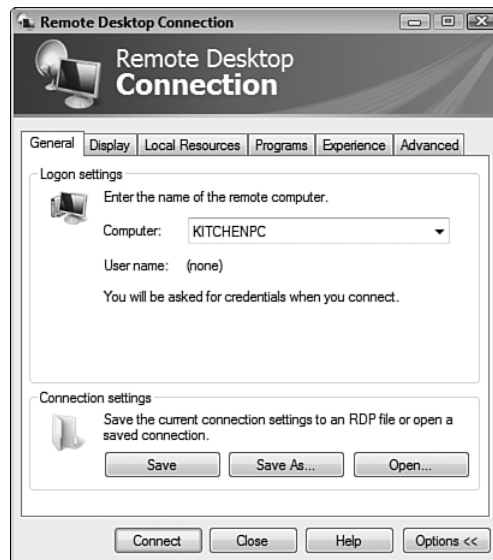 Remote Desktop Connection
Remote Desktop
Connection
General Display Local Resources Programs Experience Advanced
Logon settings
Enter the name of the remote computer.
Computer: KITCHENPC
User name: (none)
You will be asked for credentials when you connect.
Connection settings
Save the current connection settings to an RDP file or open a
saved connection.
Save Save As... Open...
Connect Close Help Options <<